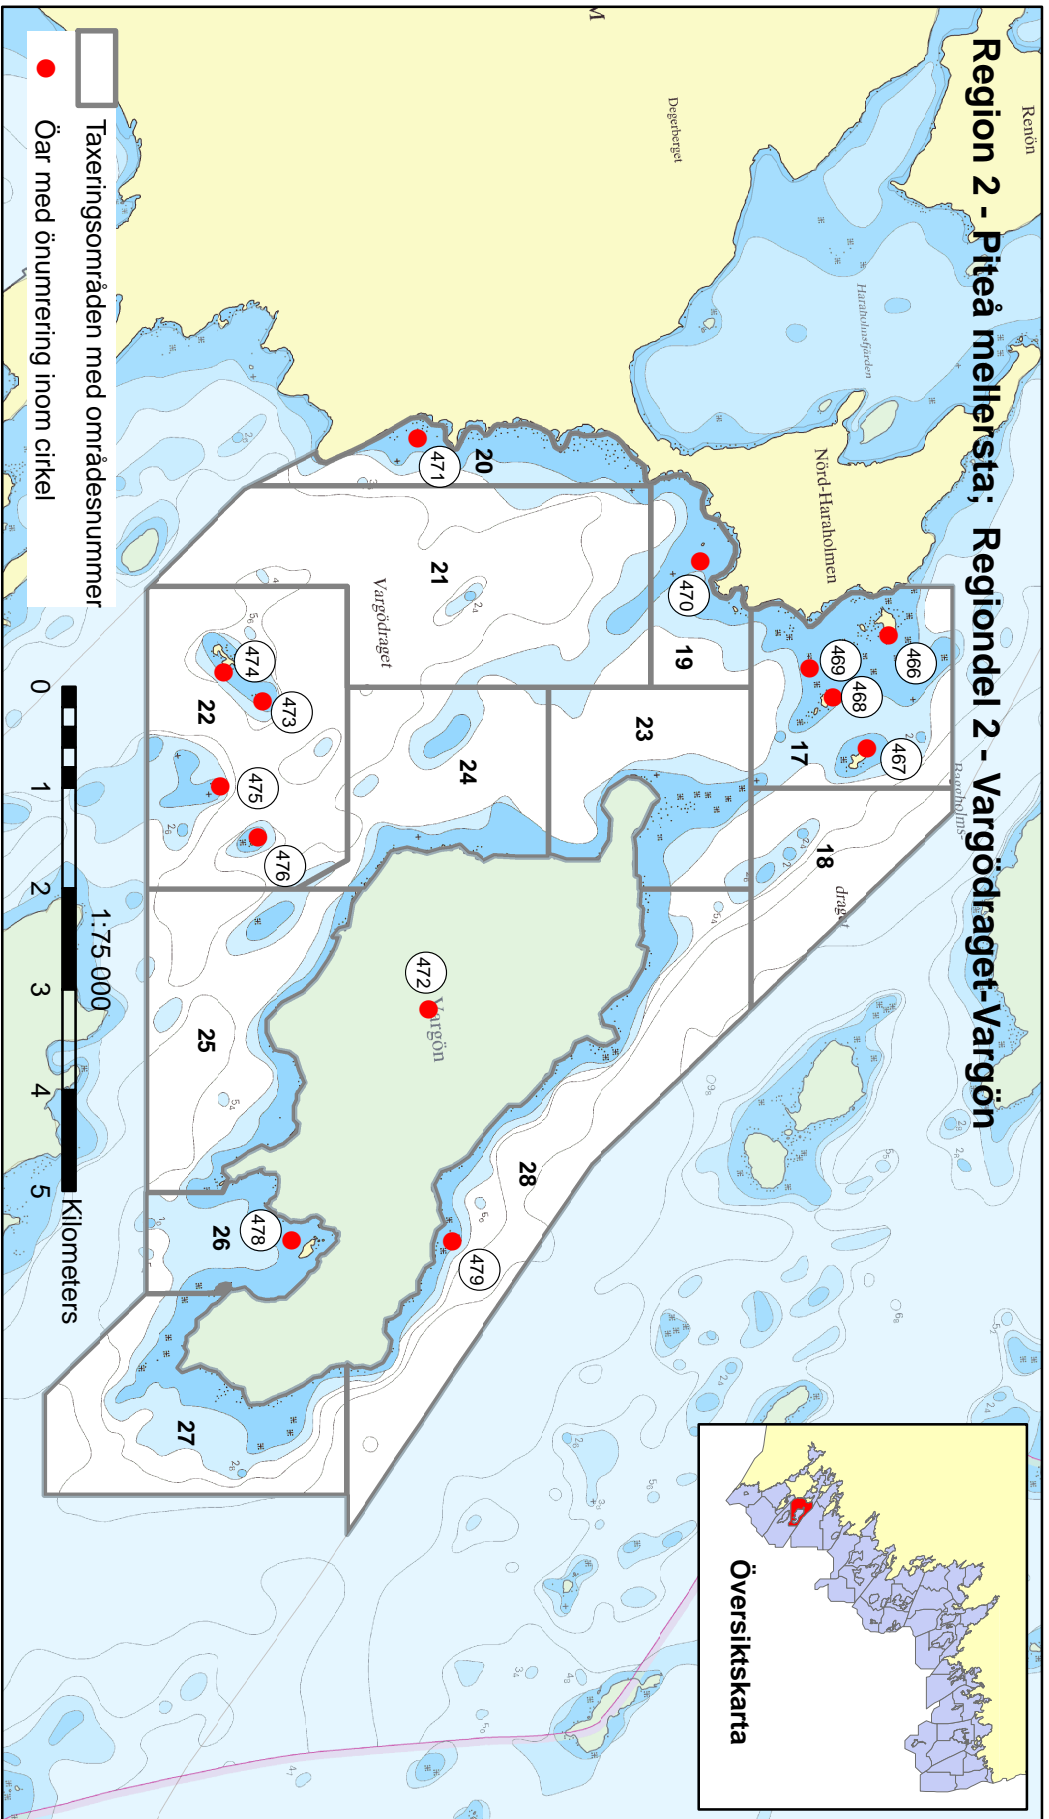 Region 2 - Piteå mellersta; Regiondel 2 - Vargödraget-Vargön
Renön
M
Degerberget
Haraholmsfjärden
Nörd-Haraholmen
Baggholms-
draget
Vargödraget
Vargön
17
18
19
20
21
22
23
24
25
26
27
28
466
467
468
469
470
471
472
473
474
475
476
478
479
Översiktskarta
Taxeringsområden med områdesnummer
Öar med önumrering inom cirkel
1:75 000
0 1 2 3 4 5 Kilometers